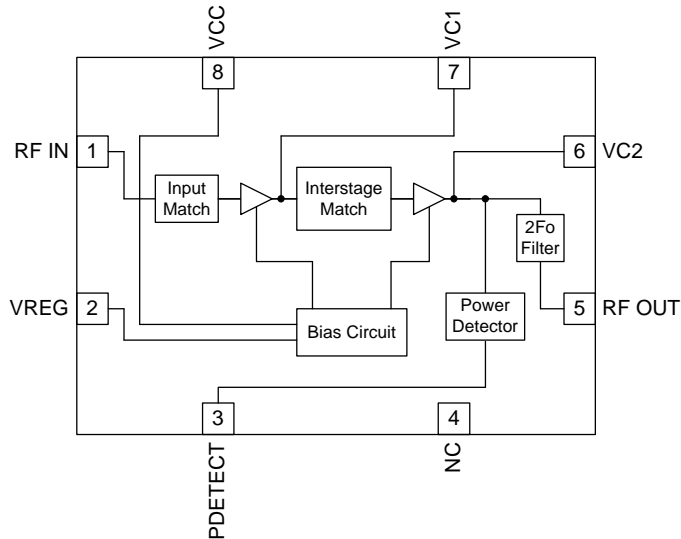 VCC
VC1
8
7
RF IN
1
6
VC2
Input
Match
Interstage
Match
2Fo
Filter
VREG
2
Bias Circuit
Power
Detector
5
RF OUT
3
4
PDETECT
NC